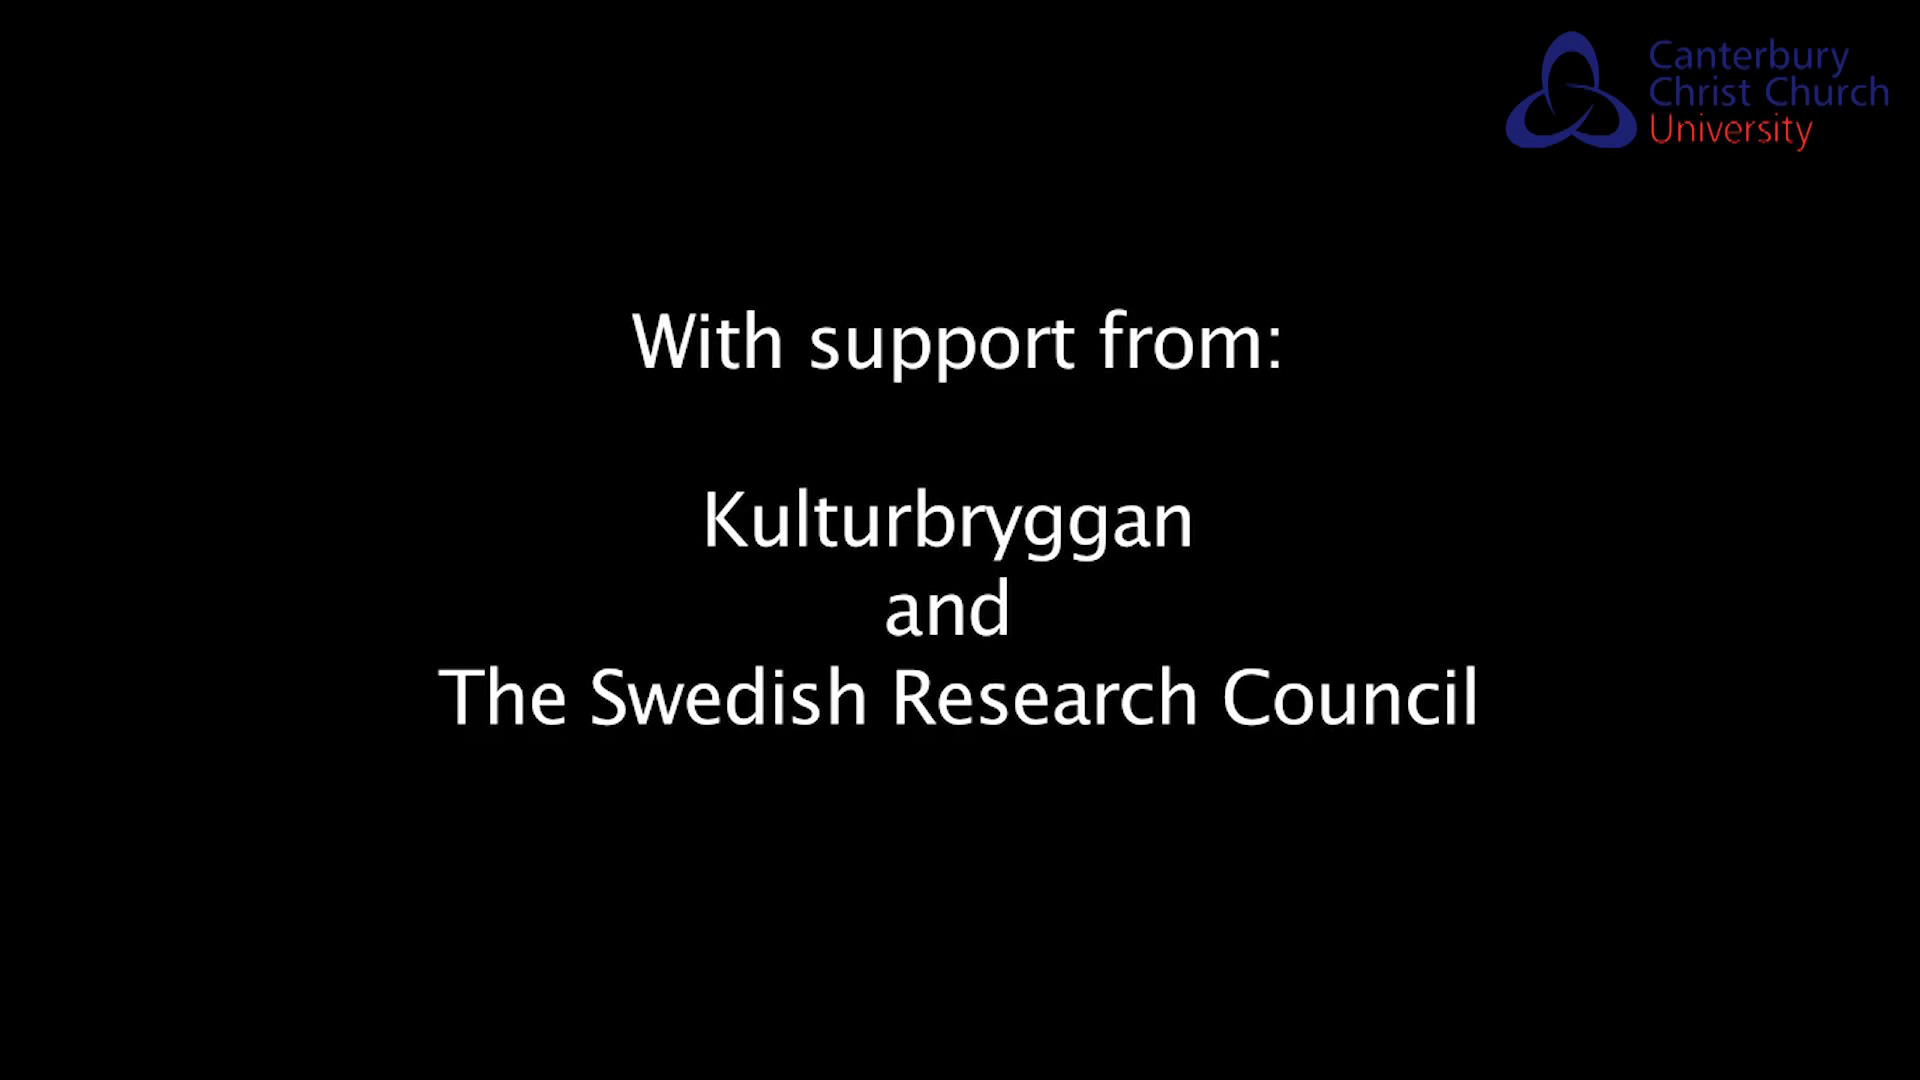 Canterbury
Christ Church
University
With support from:
Kulturbryggan
and
The Swedish Research Council